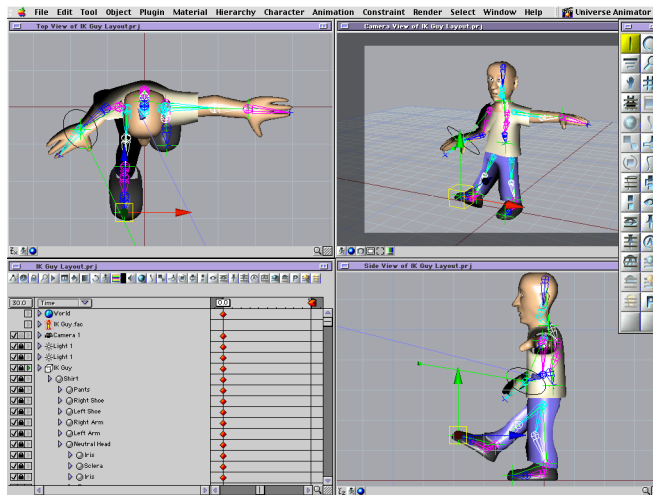 File Edit Tool Object Plugin Material Hierarchy Character Animation Constraint Render Select Window Help Universe Animator
Top View of IK Guy Layout.prj
Camera View of IK Guy Layout.prj
IK Guy Layout.prj
Side View of IK Guy Layout.prj
30.0 Time 0.0
World
IK Guy.fac
Camera 1
Light 1
Light 1
IK Guy
Shirt
Pants
Right Shoe
Left Shoe
Right Arm
Left Arm
Neutral Head
Iris
Sclera
Iris